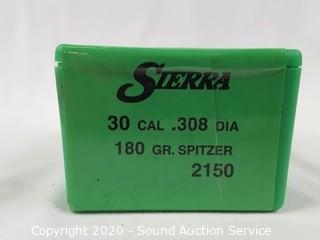 SIERRA
30 CAL .308 DIA
180 GR. SPITZER
2150
Copyright © 2020 - Sound Auction Service